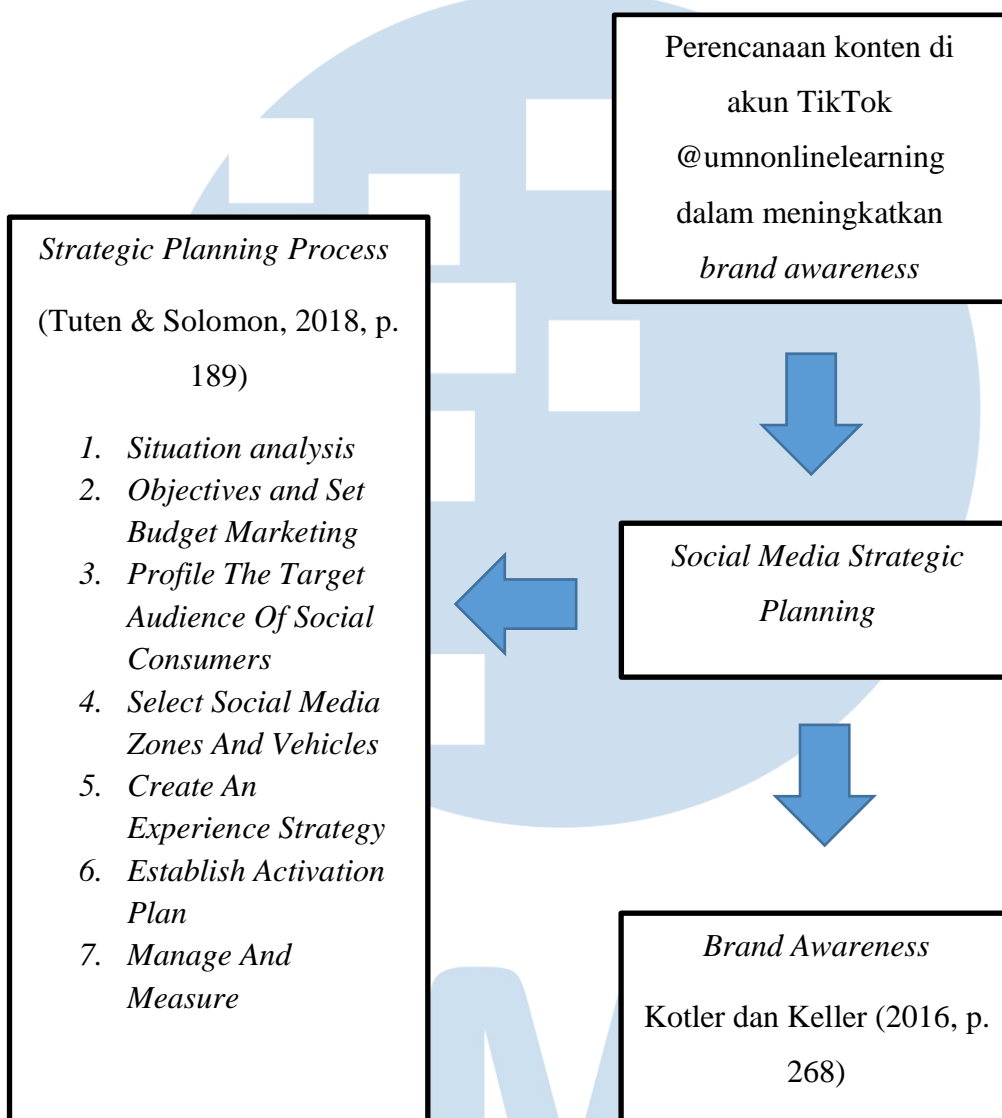 Perencanaan konten di
akun TikTok
@umnonlinelearning
dalam meningkatkan
brand awareness
Strategic Planning Process
(Tuten & Solomon, 2018, p.
189)
1. Situation analysis
2. Objectives and Set
Budget Marketing
3. Profile The Target
Audience Of Social
Consumers
4. Select Social Media
Zones And Vehicles
5. Create An
Experience Strategy
6. Establish Activation
Plan
7. Manage And
Measure
Social Media Strategic
Planning
Brand Awareness
Kotler dan Keller (2016, p.
268)